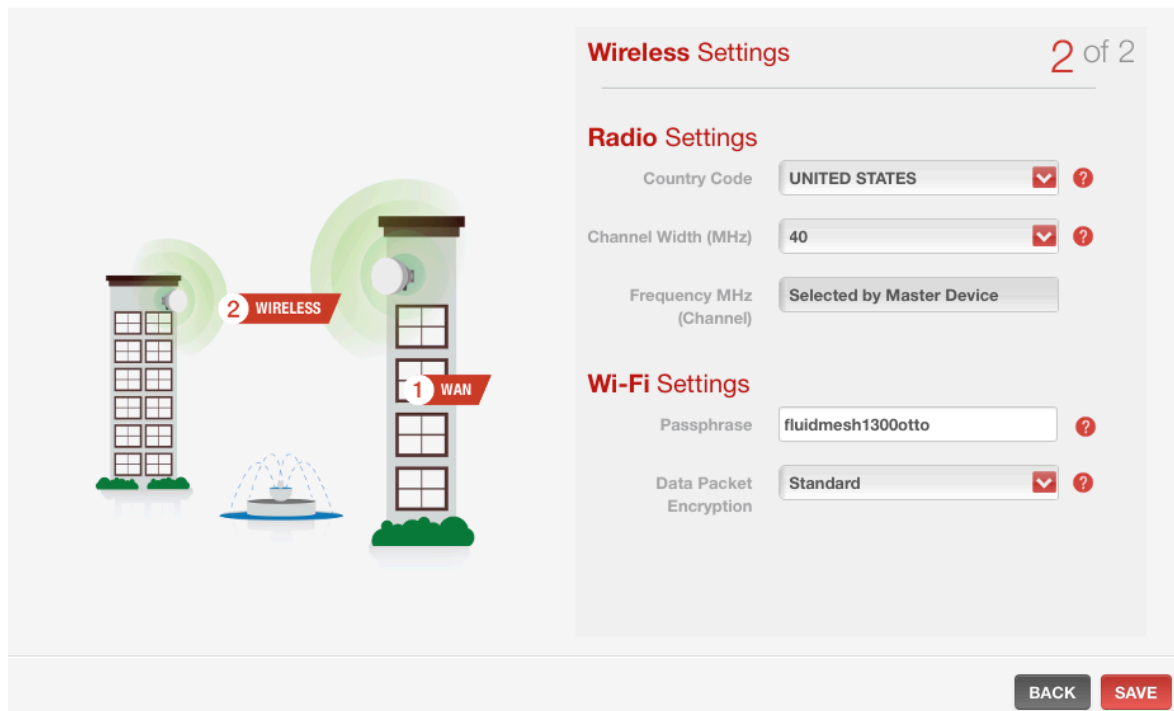 Wireless Settings
2 of 2
Radio Settings
Country Code
UNITED STATES
?
Channel Width (MHz)
40
?
Frequency MHz
(Channel)
Selected by Master Device
2 WIRELESS
1 WAN
Wi-Fi Settings
Passphrase
fluidmesh1300otto
?
Data Packet
Encryption
Standard
?
BACK
SAVE